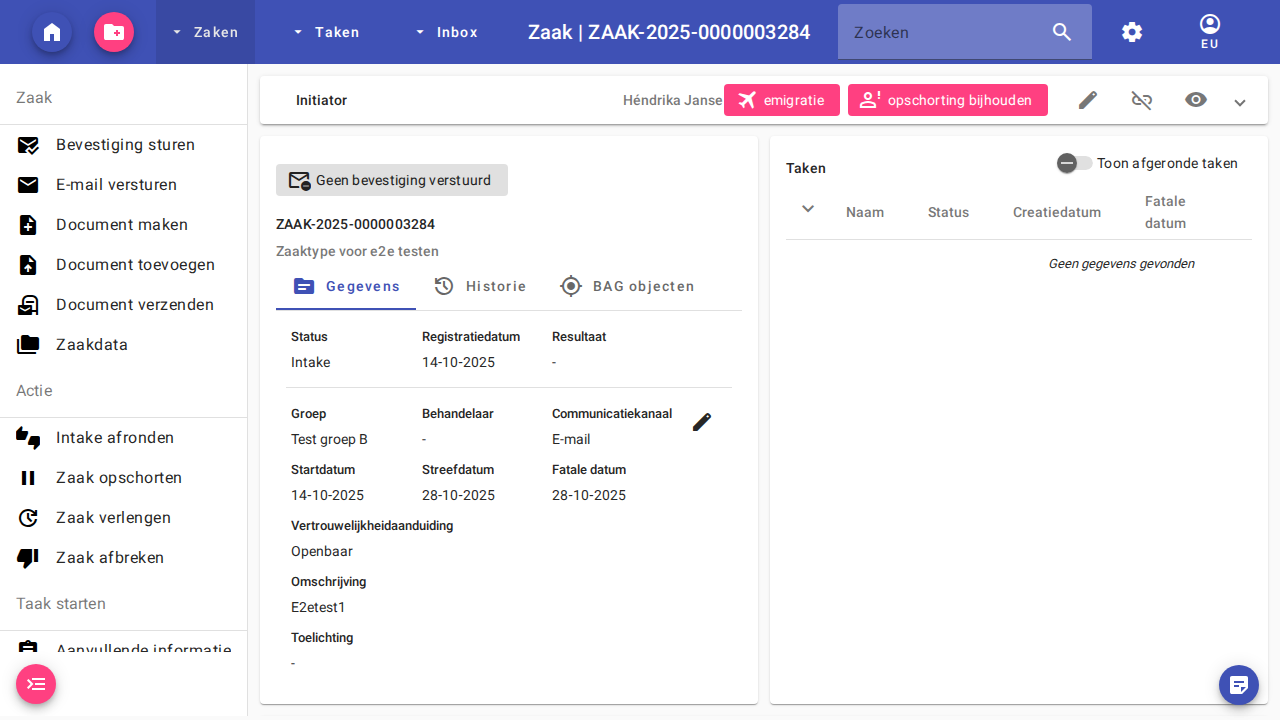 Zaken
Taken
Inbox
Zaak | ZAAK-2025-0000003284
Zoeken
EU
Zaak
Bevestiging sturen
E-mail versturen
Document maken
Document toevoegen
Document verzenden
Zaakdata
Actie
Intake afronden
Zaak opschorten
Zaak verlengen
Zaak afbreken
Taak starten
Aanvullende informatie
Initiator
Héndrika Janse
emigratie
opschorting bijhouden
Geen bevestiging verstuurd
ZAAK-2025-0000003284
Zaaktype voor e2e testen
Gegevens
Historie
BAG objecten
Status
Registratiedatum
Resultaat
Intake
14-10-2025
-
Groep
Behandelaar
Communicatiekanaal
Test groep B
-
E-mail
Startdatum
Streefdatum
Fatale datum
14-10-2025
28-10-2025
28-10-2025
Vertrouwelijkheidaanduiding
Openbaar
Omschrijving
E2etest1
Toelichting
-
Taken
Toon afgeronde taken
Naam
Status
Creatiedatum
Fatale
datum
Geen gegevens gevonden